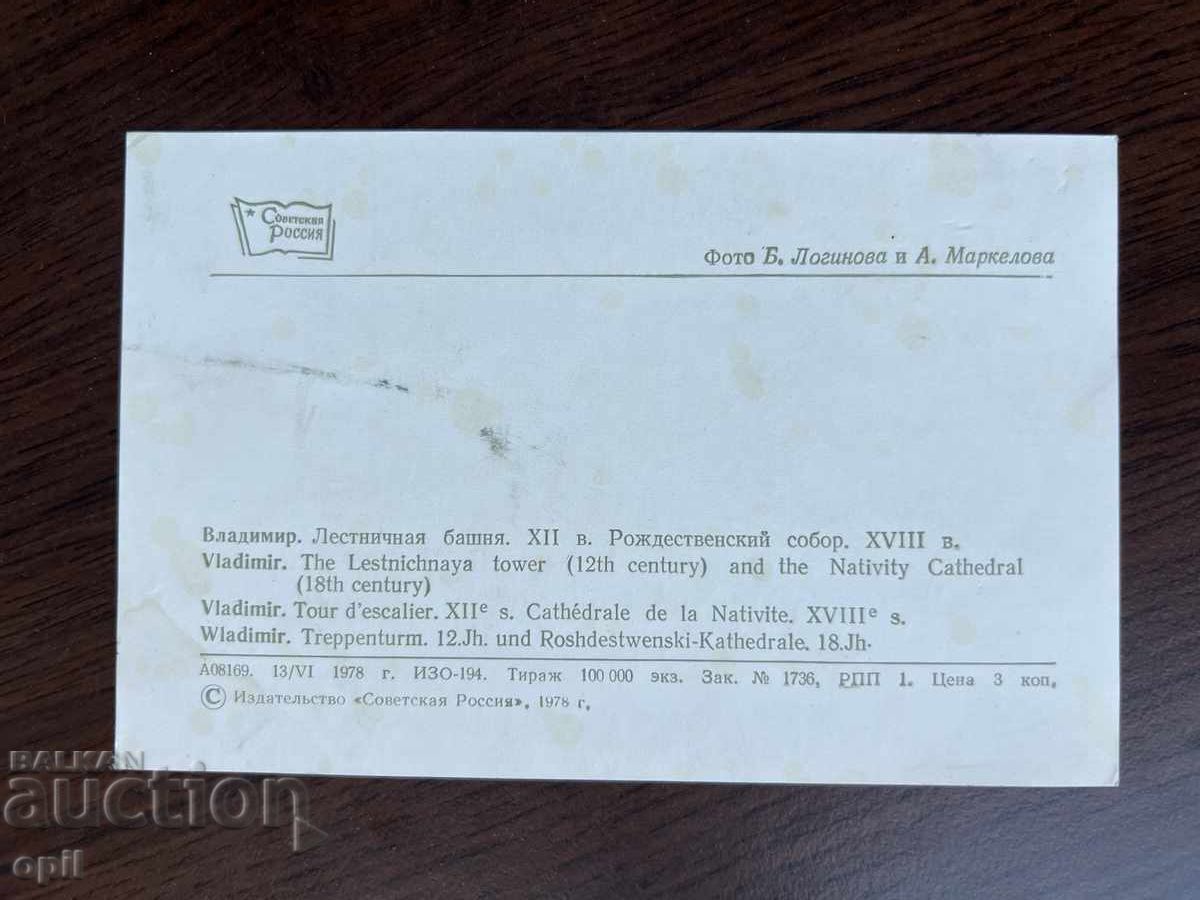 Советская
Россия
Фото Б. Логинова и А. Маркелова
Владимир. Лестничная башня. XII в. Рождественский собор. XVIII в.
Vladimir. The Lestnichnaya tower (12th century) and the Nativity Cathedral
(18th century)
Vladimir. Tour d'escalier. XIIe s. Cathédrale de la Nativite. XVIIIe s.
Wladimir. Treppenturm. 12.Jh. und Roshdestwenski-Kathedrale. 18.Jh.
А08169. 13/VI 1978 г. ИЗО-194. Тираж 100 000 экз. Зак. № 1736, РПП 1. Цена 3 коп.
© Издательство «Советская Россия», 1978 г.
BALKAN
auction
opil